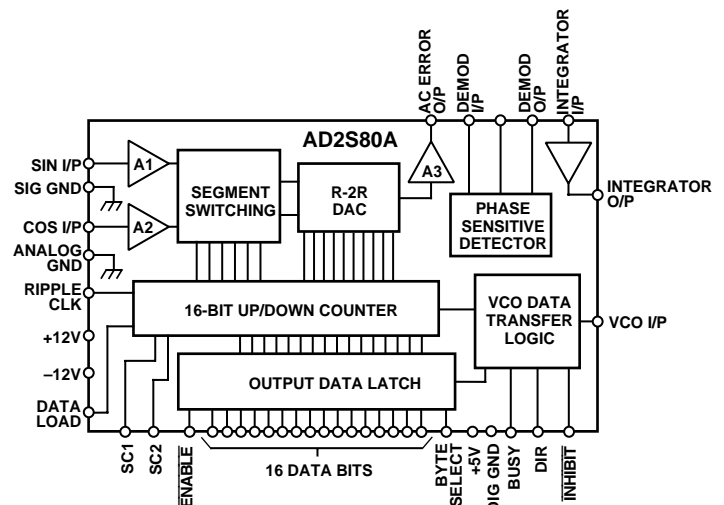 AC ERROR
O/P
DEMOD
I/P
DEMOD
O/P
INTEGRATOR
I/P
AD2S80A
SIN I/P
A1
SIG GND
SEGMENT
SWITCHING
R-2R
DAC
A3
INTEGRATOR
O/P
COS I/P
A2
PHASE
SENSITIVE
DETECTOR
ANALOG
GND
RIPPLE
CLK
16-BIT UP/DOWN COUNTER
VCO DATA
TRANSFER
LOGIC
VCO I/P
+12V
–12V
OUTPUT DATA LATCH
DATA
LOAD
SC1
SC2
ENABLE
16 DATA BITS
BYTE
SELECT
+5V
DIG GND
BUSY
DIR
INHIBIT